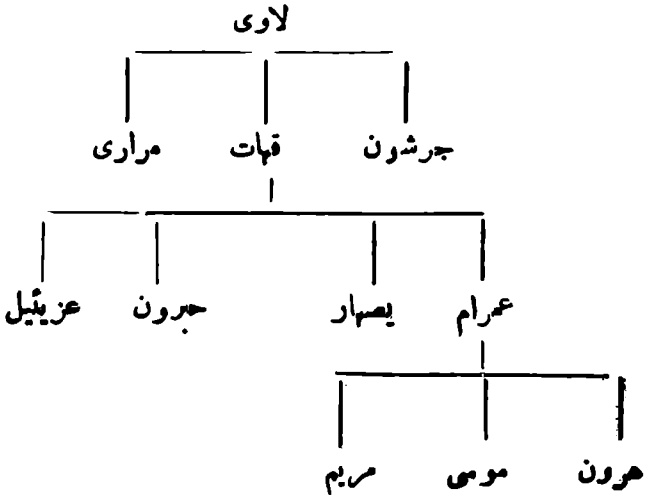 لاوى
جرشون قهات مرارى
عمرام يصهار حبرون عزيئيل
هرون موسى مريم